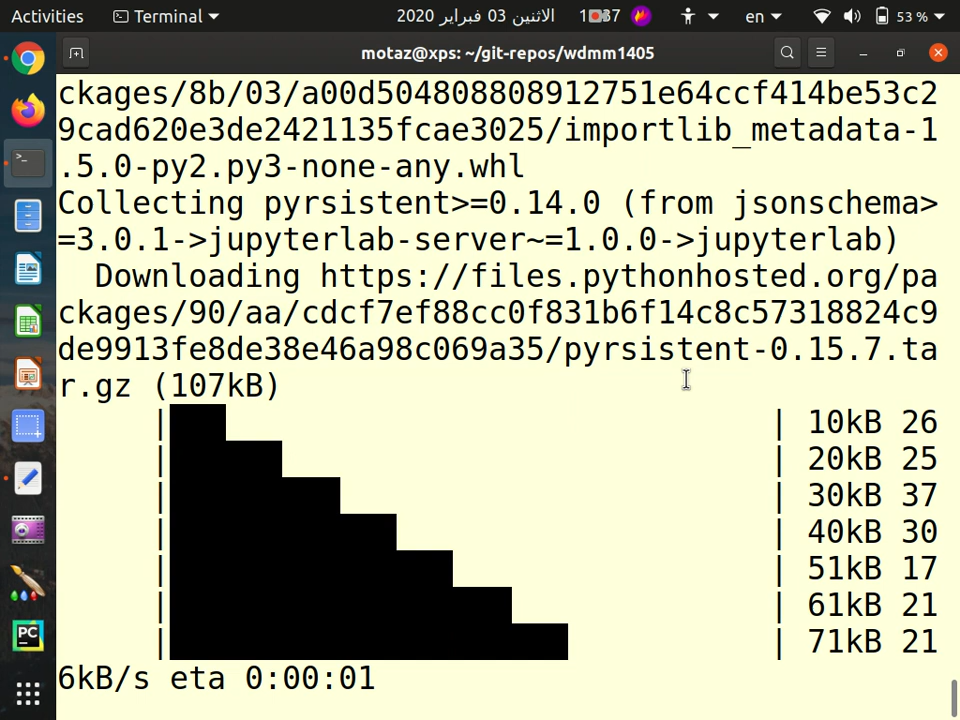 Activities Terminal الاثنين 03 فبراير 2020 en 53 %
motaz@xps: ~/git-repos/wdmm1405
ckages/8b/03/a00d504808808912751e64ccf414be53c2
9cad620e3de2421135fcae3025/importlib_metadata-1
.5.0-py2.py3-none-any.whl
Collecting pyrsistent>=0.14.0 (from jsonschema>
=3.0.1->jupyterlab-server~=1.0.0->jupyterlab)
Downloading https://files.pythonhosted.org/pa
ckages/90/aa/cdcf7ef88cc0f831b6f14c8c57318824c9
de9913fe8de38e46a98c069a35/pyrsistent-0.15.7.ta
r.gz (107kB)
| | 10kB 26
| | 20kB 25
| | 30kB 37
| | 40kB 30
| | 51kB 17
| | 61kB 21
| | 71kB 21
6kB/s eta 0:00:01
PC